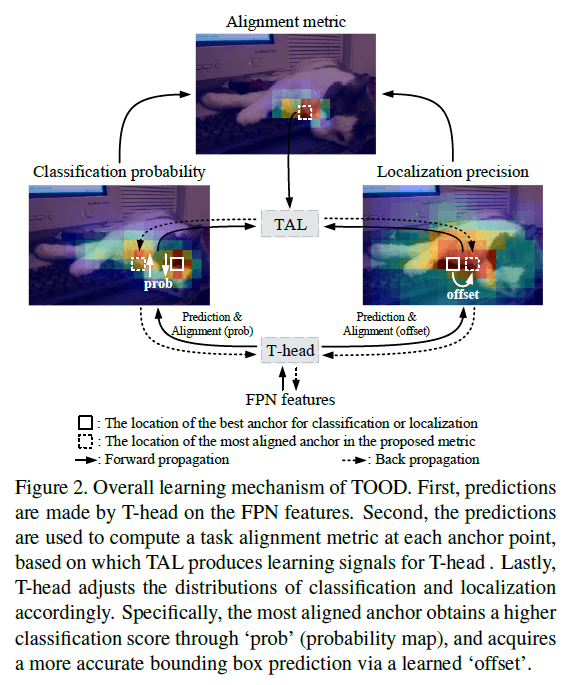 Alignment metric
Classification probability
Localization precision
TAL
prob
offset
Prediction &
Alignment (prob)
Prediction &
Alignment (offset)
T-head
FPN features
: The location of the best anchor for classification or localization
: The location of the most aligned anchor in the proposed metric
: Forward propagation
: Back propagation
Figure 2. Overall learning mechanism of TOOD. First, predictions
are made by T-head on the FPN features. Second, the predictions
are used to compute a task alignment metric at each anchor point,
based on which TAL produces learning signals for T-head . Lastly,
T-head adjusts the distributions of classification and localization
accordingly. Specifically, the most aligned anchor obtains a higher
classification score through ‘prob’ (probability map), and acquires
a more accurate bounding box prediction via a learned ‘offset’.